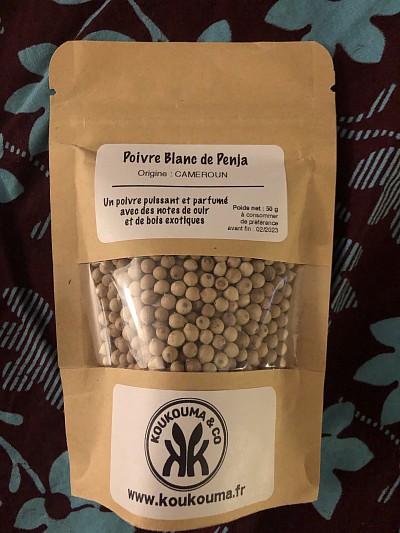 Poivre Blanc de Penja
Origine : CAMEROUN
Un poivre puissant et parfumé
avec des notes de cuir
et de bois exotiques
Poids net : 50 g
à consommer
de préférence
avant fin : 02/2023
KOUKOUMA & CO
www.koukouma.fr